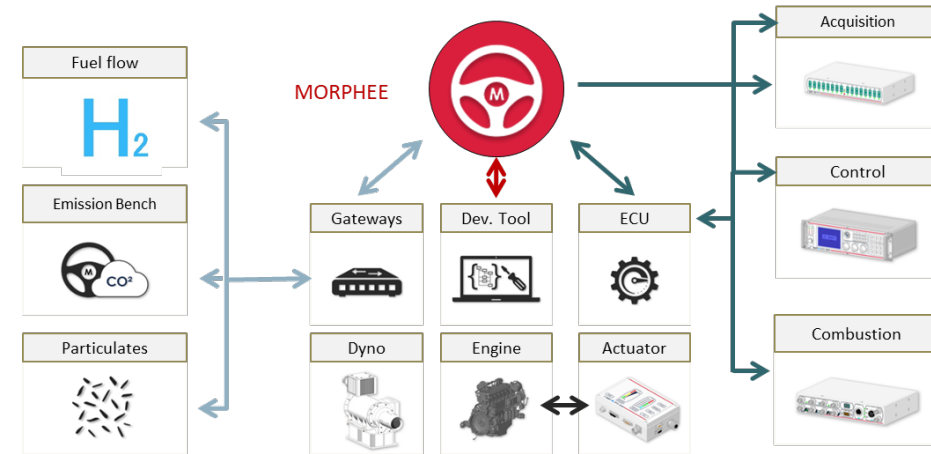 Fuel flow
H2
Emission Bench
M
CO²
Particulates
MORPHEE
M
Gateways
Dev. Tool
ECU
Dyno
Engine
Actuator
Acquisition
Control
Combustion